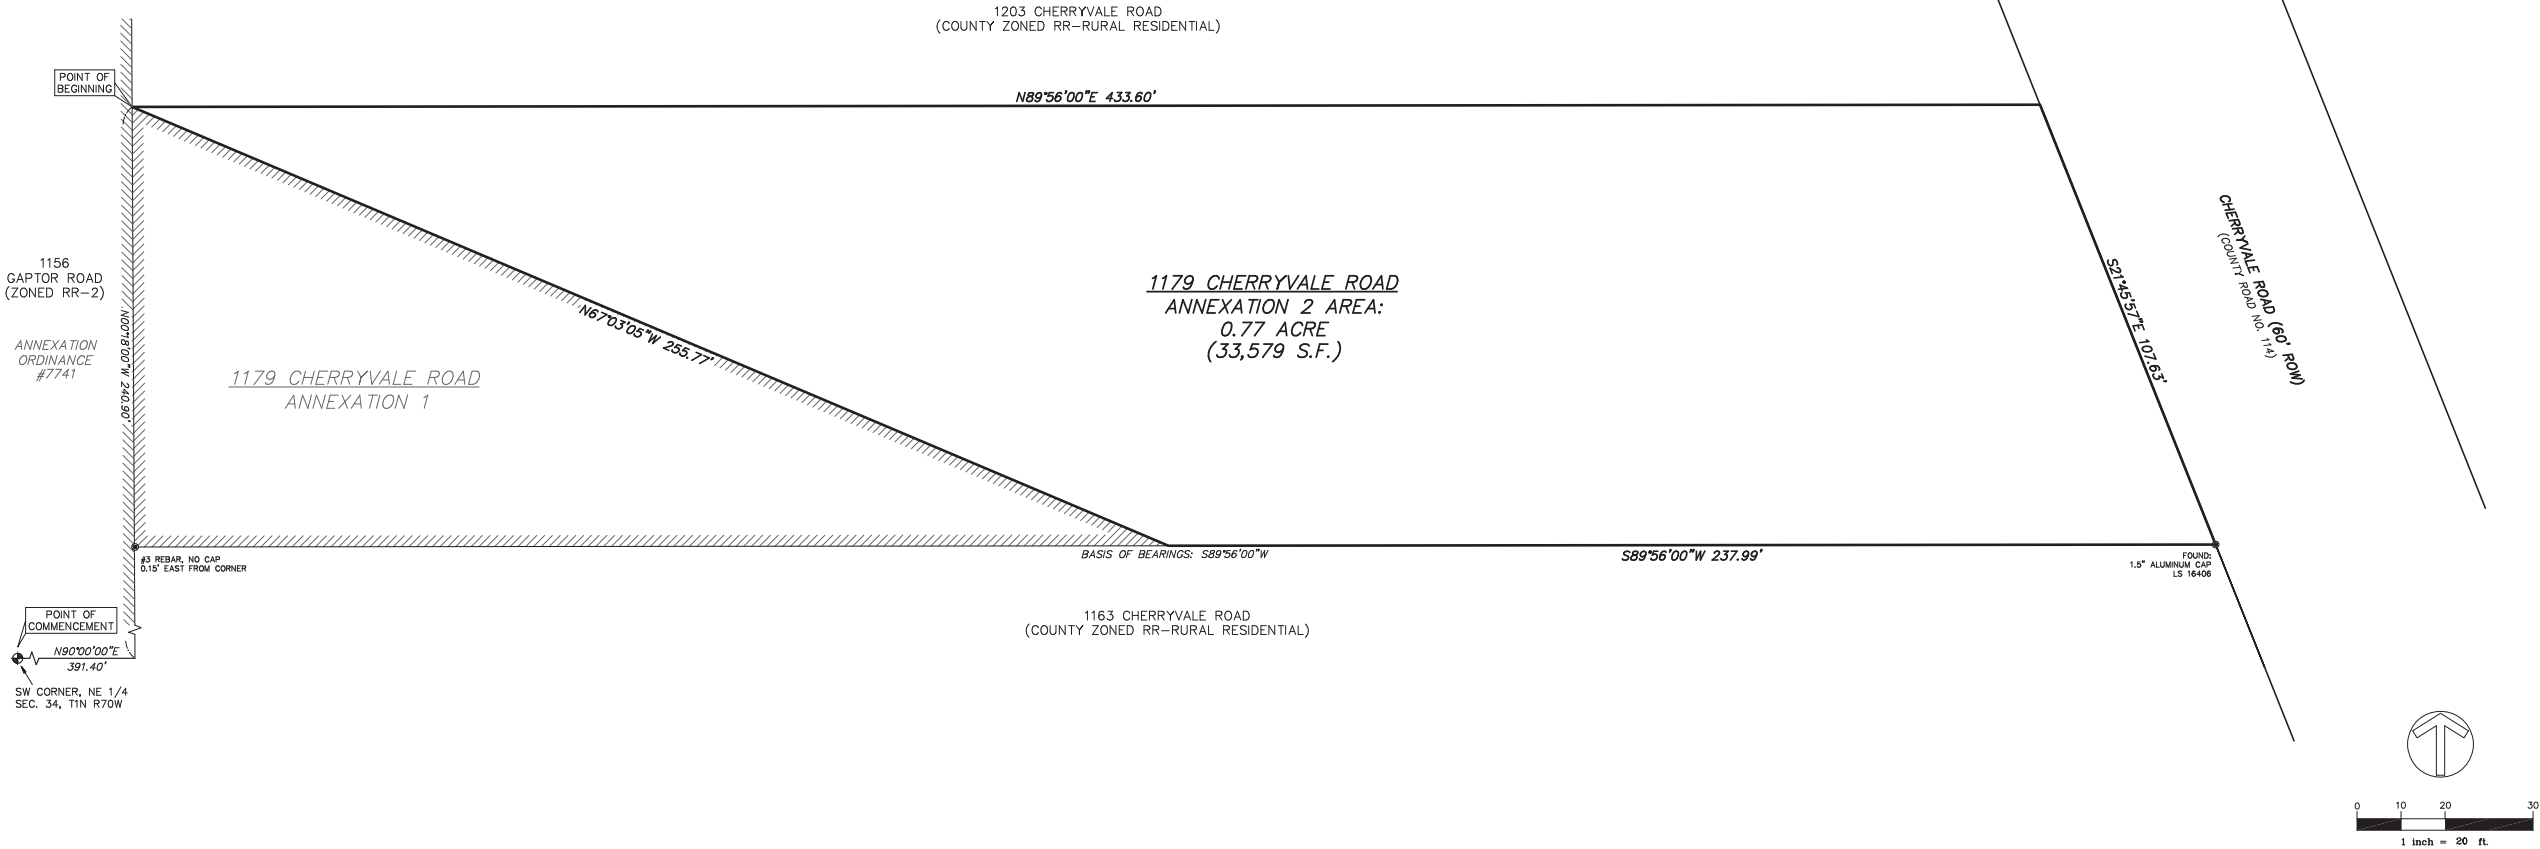 1203 CHERRYVALE ROAD
(COUNTY ZONED RR-RURAL RESIDENTIAL)
POINT OF
BEGINNING
N89°56'00"E 433.60'
CHERRYVALE ROAD (60' ROW)
(COUNTY ROAD NO. 114)
S21°45'57"E 107.63'
1156
GAPTOR ROAD
(ZONED RR-2)
ANNEXATION
ORDINANCE
#7741
N00°18'00"W 240.90'
N67°03'05"W 255.77'
1179 CHERRYVALE ROAD
ANNEXATION 2 AREA:
0.77 ACRE
(33,579 S.F.)
1179 CHERRYVALE ROAD
ANNEXATION 1
#3 REBAR, NO CAP
0.15' EAST FROM CORNER
BASIS OF BEARINGS: S89°56'00"W
S89°56'00"W 237.99'
FOUND:
1.5" ALUMINUM CAP
LS 16406
POINT OF
COMMENCEMENT
1163 CHERRYVALE ROAD
(COUNTY ZONED RR-RURAL RESIDENTIAL)
N90°00'00"E
391.40'
SW CORNER, NE 1/4
SEC. 34, T1N R70W
0 10 20 30
1 inch = 20 ft.